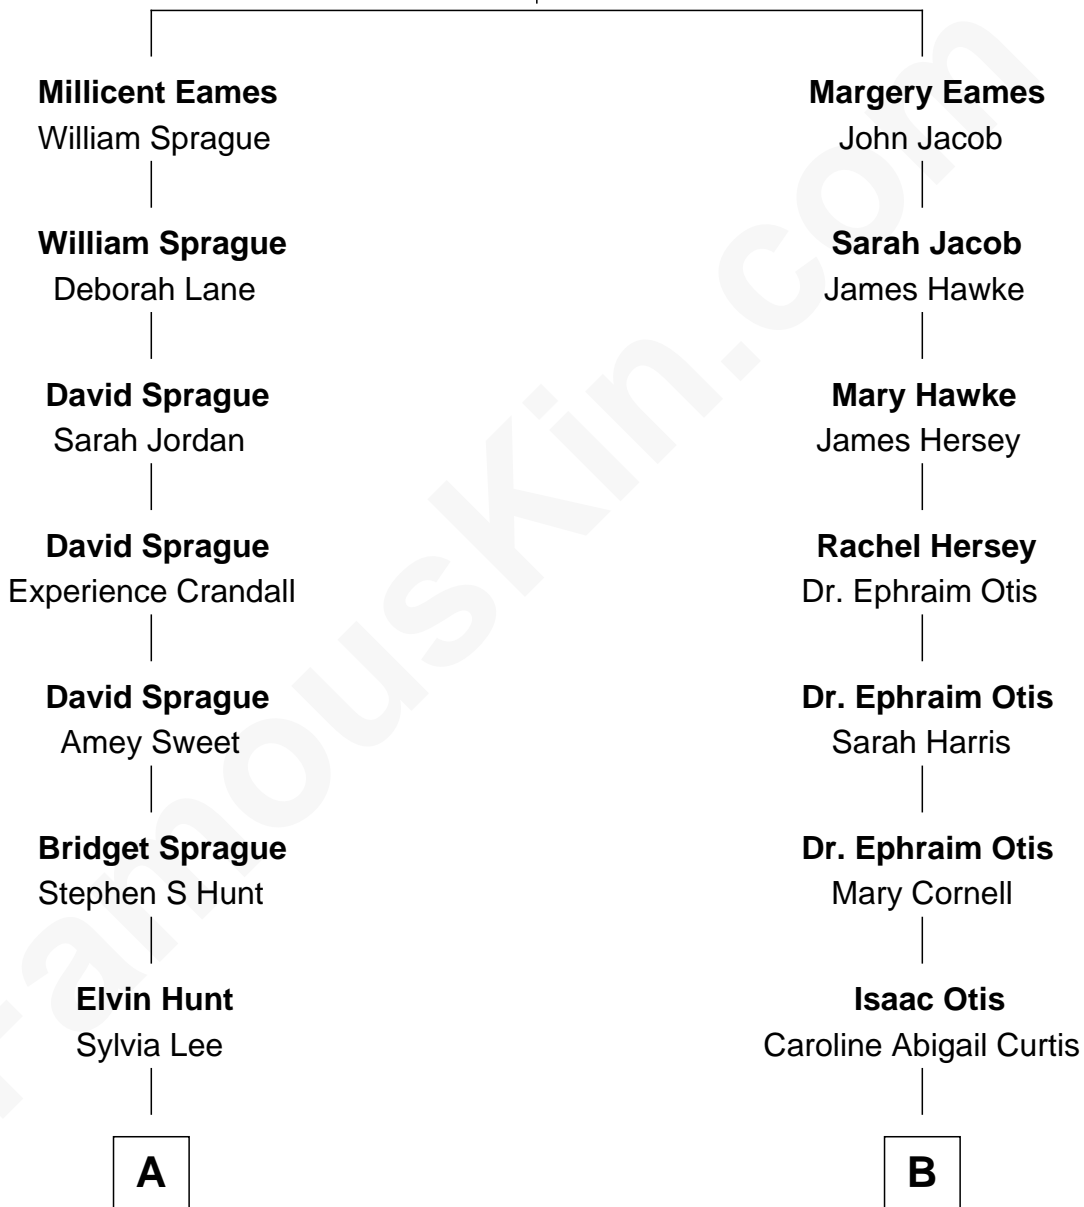 Millicent Eames
William Sprague
William Sprague
Deborah Lane
David Sprague
Sarah Jordan
David Sprague
Experience Crandall
David Sprague
Amey Sweet
Bridget Sprague
Stephen S Hunt
Elvin Hunt
Sylvia Lee
A
Margery Eames
John Jacob
Sarah Jacob
James Hawke
Mary Hawke
James Hersey
Rachel Hersey
Dr. Ephraim Otis
Dr. Ephraim Otis
Sarah Harris
Dr. Ephraim Otis
Mary Cornell
Isaac Otis
Caroline Abigail Curtis
B
FamousKin.com